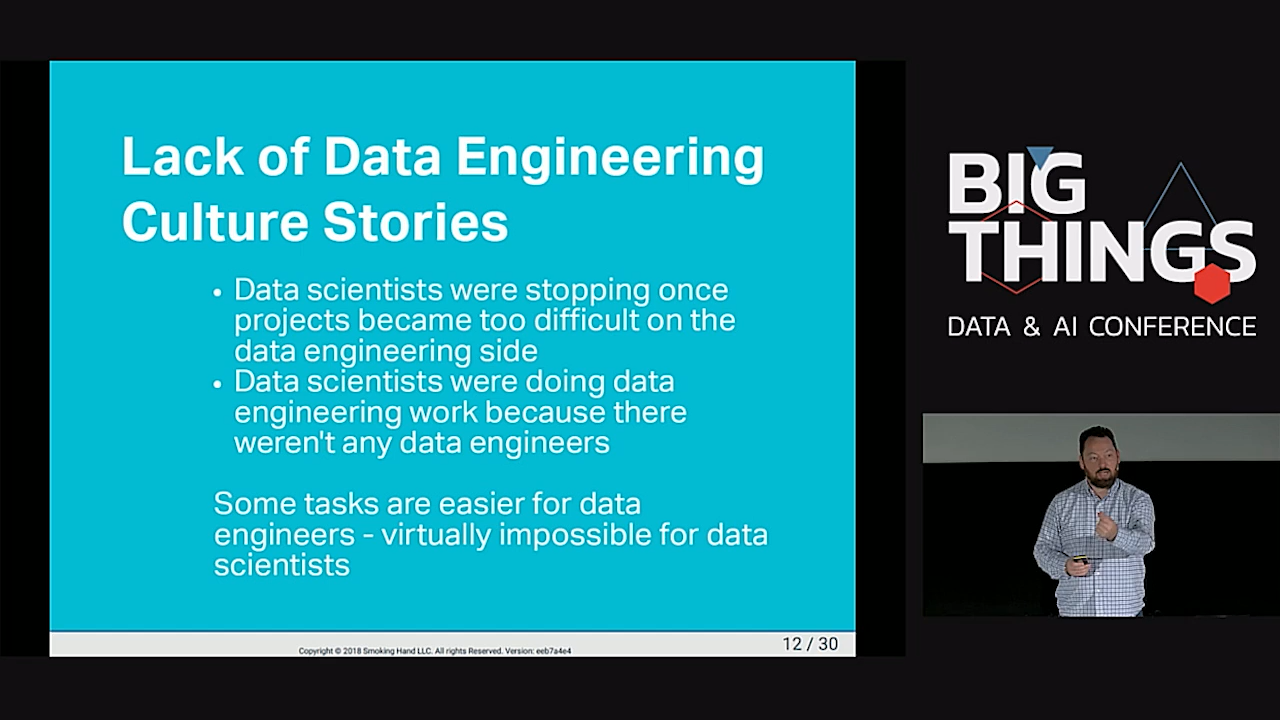 Lack of Data Engineering
Culture Stories
• Data scientists were stopping once
projects became too difficult on the
data engineering side
• Data scientists were doing data
engineering work because there
weren't any data engineers
Some tasks are easier for data
engineers - virtually impossible for data
scientists
Copyright © 2018 Smoking Hand LLC. All rights Reserved. Version: eeb7a4e4
12 / 30
BIG
THINGS
DATA & AI CONFERENCE